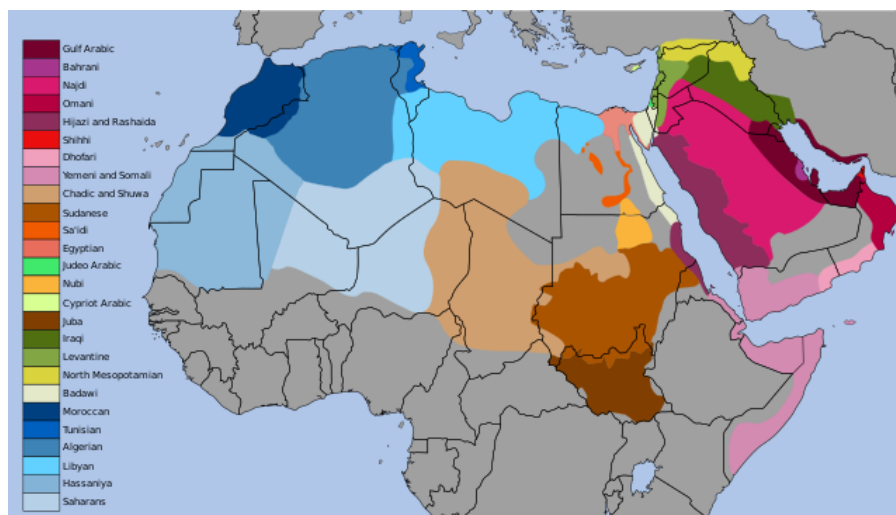 Gulf Arabic
Bahrani
Najdi
Omani
Hijazi and Rashaida
Shihhi
Dhofari
Yemeni and Somali
Chadic and Shuwa
Sudanese
Sa'idi
Egyptian
Judeo Arabic
Nubi
Cypriot Arabic
Juba
Iraqi
Levantine
North Mesopotamian
Badawi
Moroccan
Tunisian
Algerian
Libyan
Hassaniya
Saharans